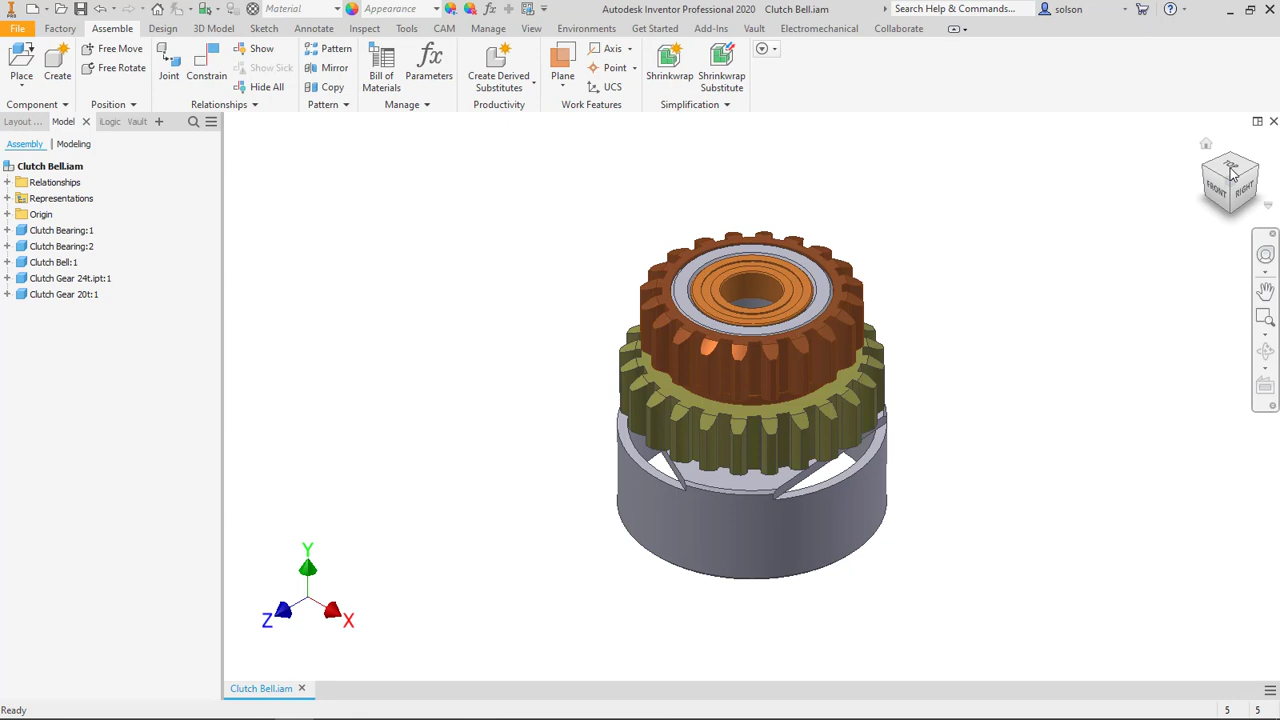 Material
Appearance
Autodesk Inventor Professional 2020 Clutch Bell.iam
Search Help & Commands...
solson
File
Factory
Assemble
Design
3D Model
Sketch
Annotate
Inspect
Tools
CAM
Manage
View
Environments
Get Started
Add-Ins
Vault
Electromechanical
Collaborate
Place
Create
Free Move
Free Rotate
Component
Position
Joint
Constrain
Show
Show Sick
Hide All
Relationships
Pattern
Mirror
Copy
Pattern
Bill of
Materials
Parameters
Manage
Create Derived
Substitutes
Productivity
Plane
Axis
Point
UCS
Work Features
Shrinkwrap
Shrinkwrap
Substitute
Simplification
Layout ...
Model
iLogic
Vault
Assembly
Modeling
Clutch Bell.iam
Relationships
Representations
Origin
Clutch Bearing:1
Clutch Bearing:2
Clutch Bell:1
Clutch Gear 24t.ipt:1
Clutch Gear 20t:1
TOP
FRONT
RIGHT
Y
Z
X
Clutch Bell.iam
Ready
5 5